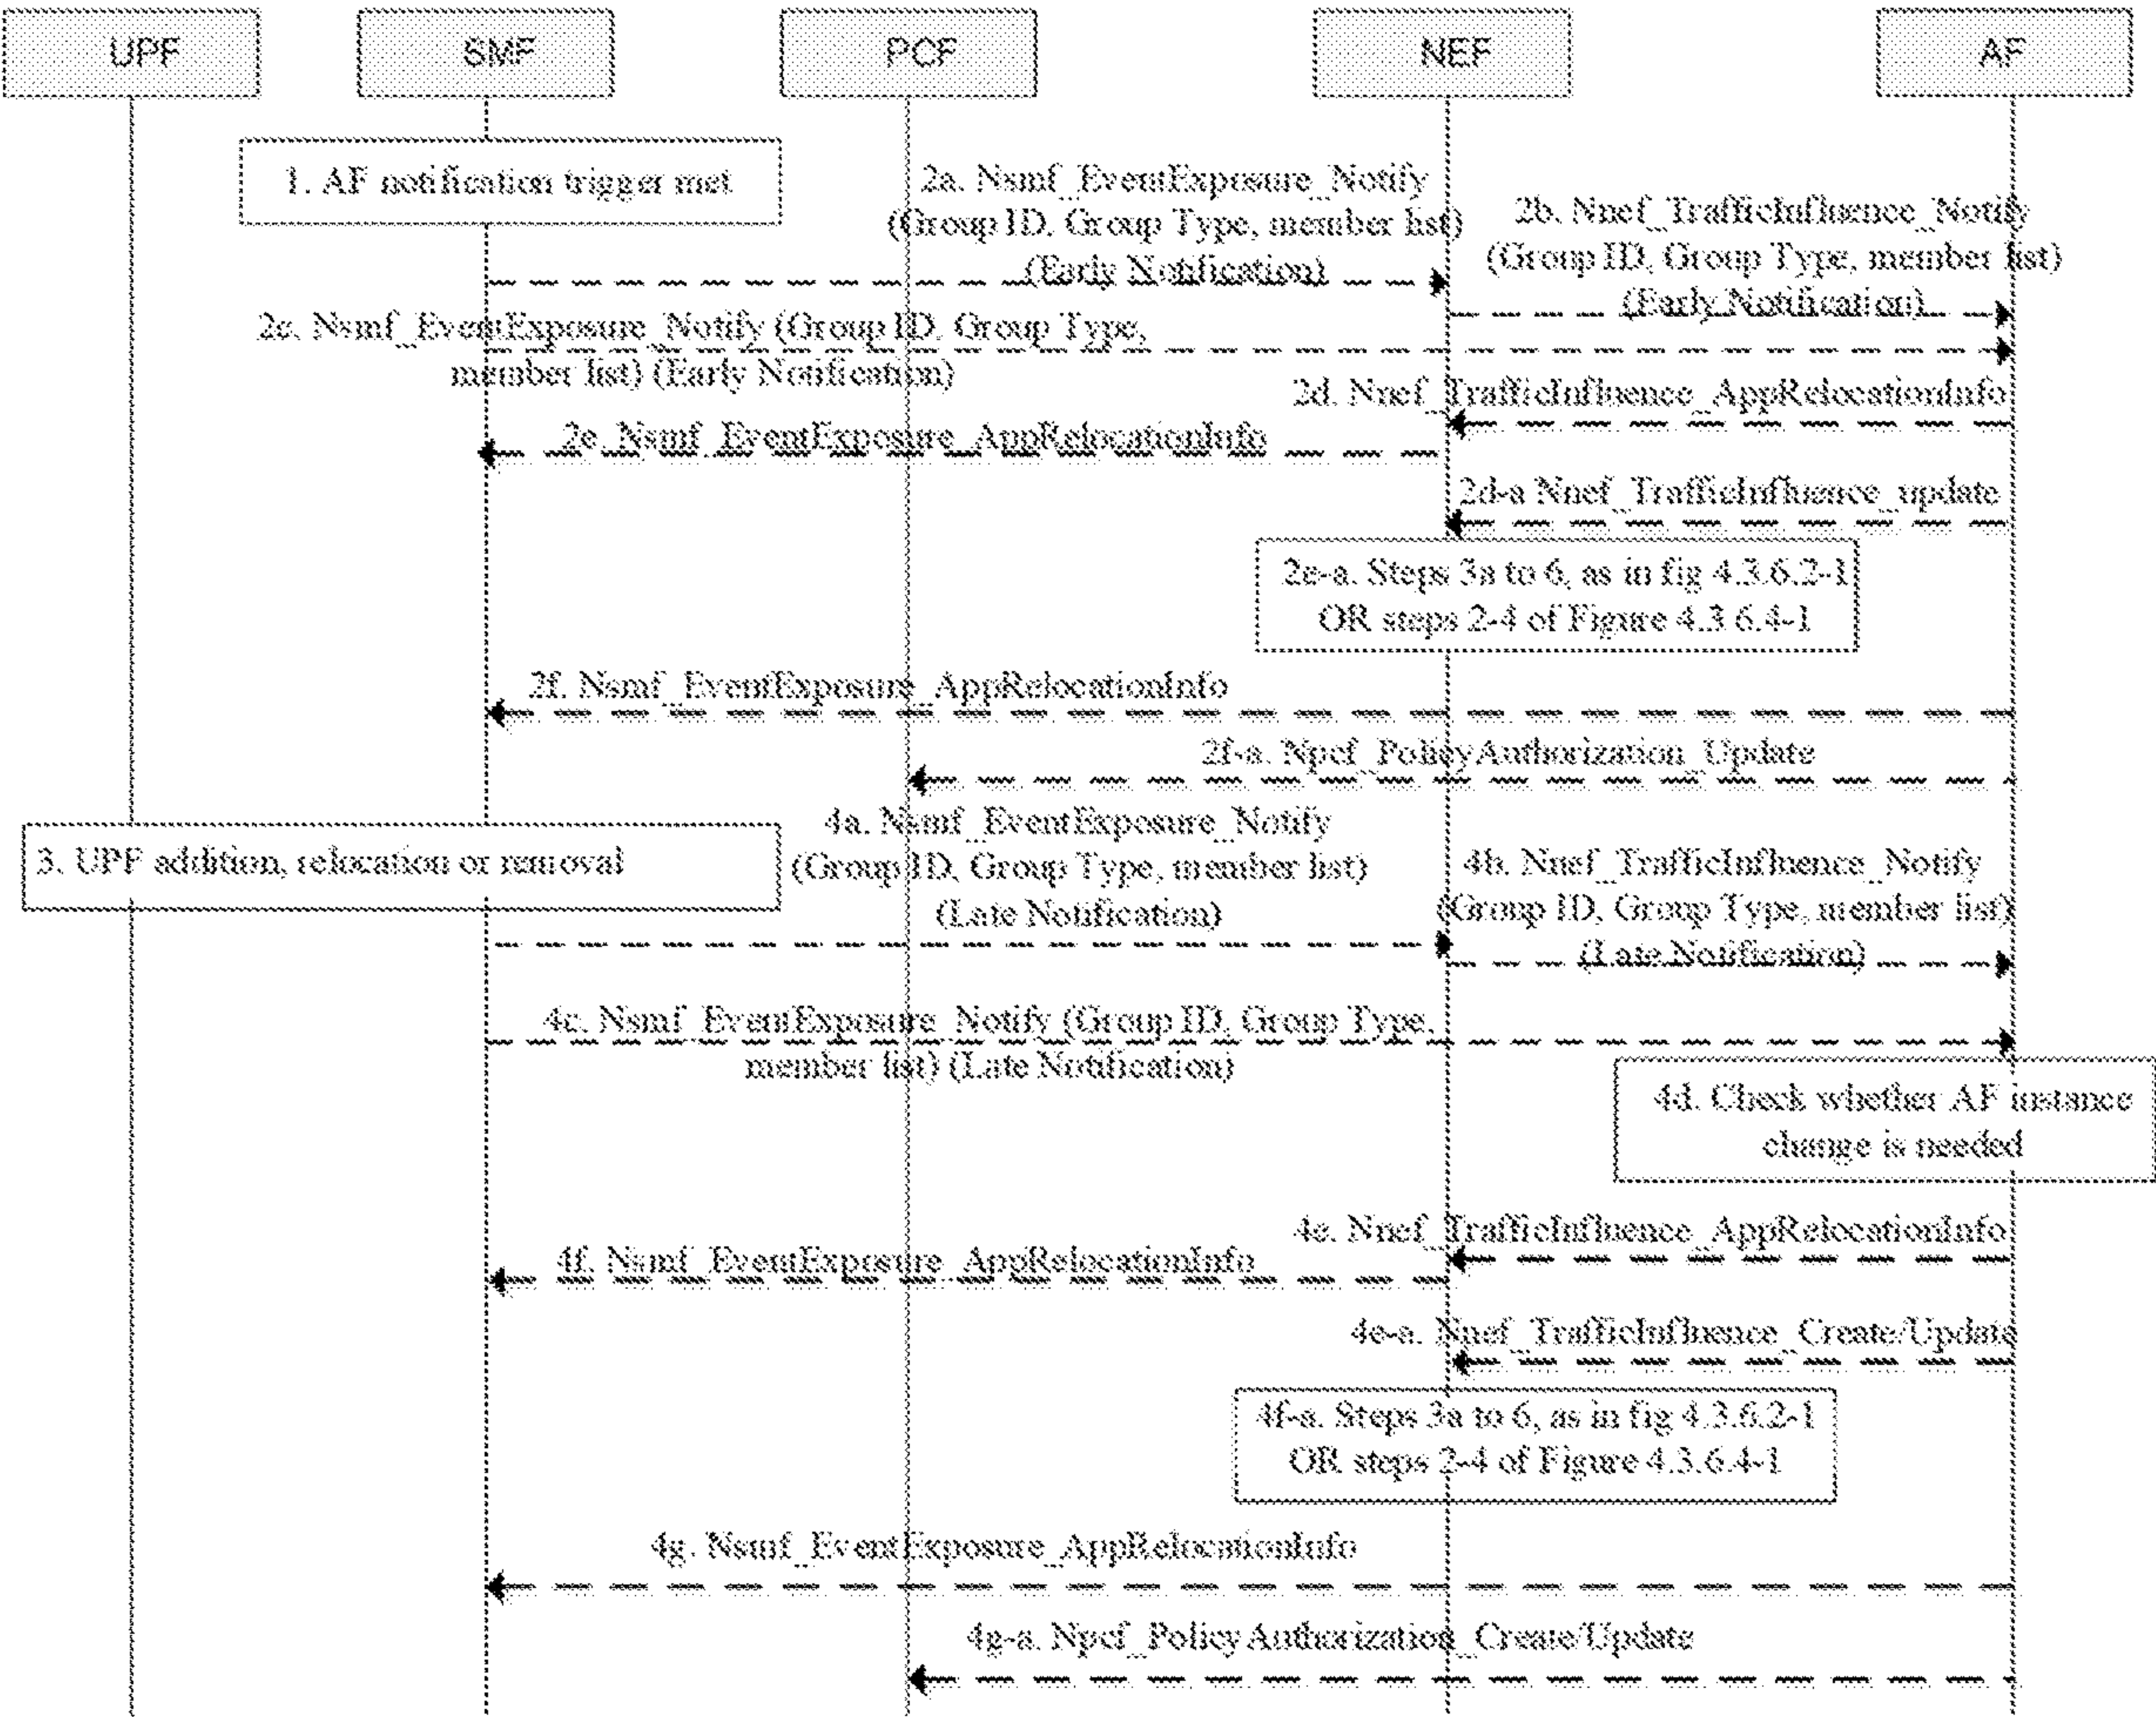 UPF
SMF
PCF
NEF
AF
1. AF notification trigger met
2a. Nsmf_EventExposure_Notify
(Group ID, Group Type, member list)
(Early Notification)
2b. Nnef_TrafficInfluence_Notify
(Group ID, Group Type, member list)
(Early Notification)
2c. Nsmf_EventExposure_Notify (Group ID, Group Type,
member list) (Early Notification)
2d. Nnef_TrafficInfluence_AppRelocationInfo
2e. Nsmf_EventExposure_AppRelocationInfo
2d-a Nnef_TrafficInfluence_update
2e-a. Steps 3a to 6, as in fig 4.3.6.2-1
OR steps 2-4 of Figure 4.3.6.4-1
2f. Nsmf_EventExposure_AppRelocationInfo
2f-a. Npcf_PolicyAuthorization_Update
3. UPF addition, relocation or removal
4a. Nsmf_EventExposure_Notify
(Group ID, Group Type, member list)
(Late Notification)
4b. Nnef_TrafficInfluence_Notify
(Group ID, Group Type, member list)
(Late Notification)
4c. Nsmf_EventExposure_Notify (Group ID, Group Type,
member list) (Late Notification)
4d. Check whether AF instance
change is needed
4e. Nnef_TrafficInfluence_AppRelocationInfo
4f. Nsmf_EventExposure_AppRelocationInfo
4e-a. Nnef_TrafficInfluence_Create/Update
4f-a. Steps 3a to 6, as in fig 4.3.6.2-1
OR steps 2-4 of Figure 4.3.6.4-1
4g. Nsmf_EventExposure_AppRelocationInfo
4g-a. Npcf_PolicyAuthorization_Create/Update